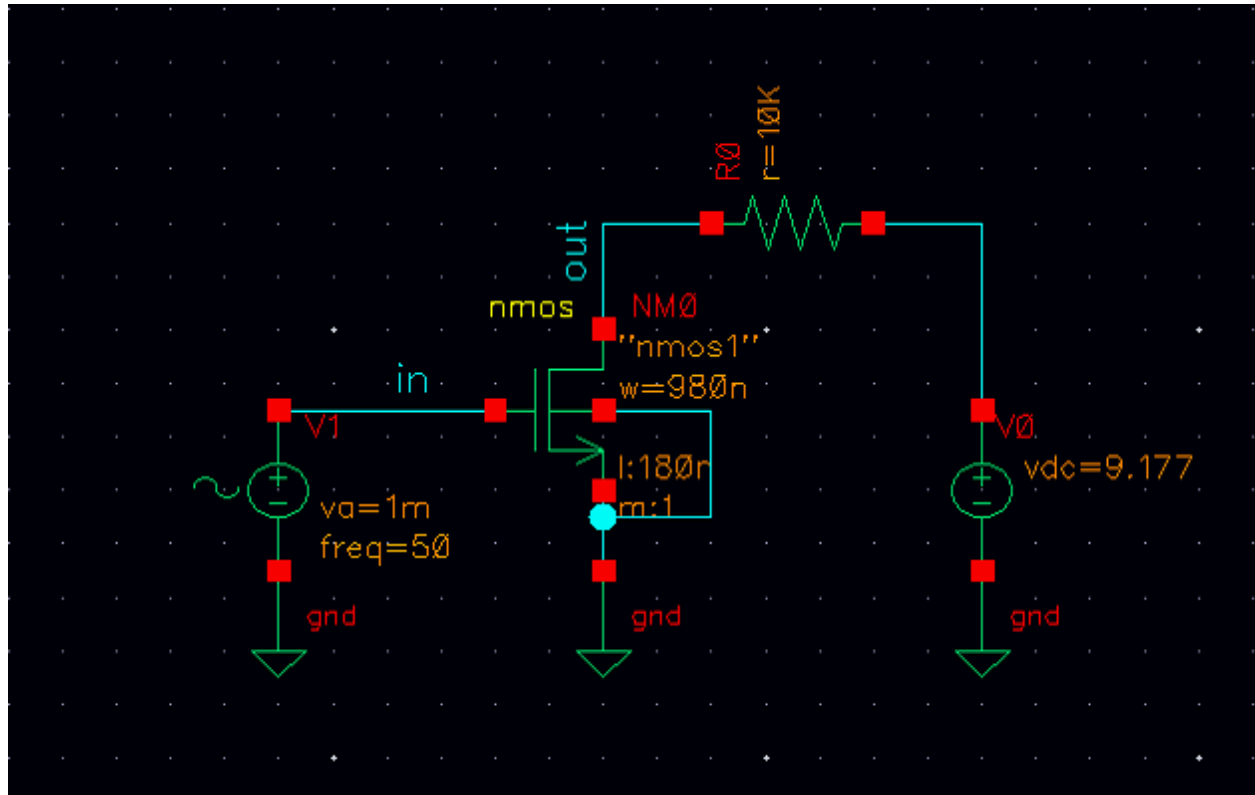 R0
r=10K
out
nmos
NM0
"nmos1"
w=980n
in
V1
V0
l:180n
vdc=9.177
va=1m
m:1
freq=50
gnd
gnd
gnd